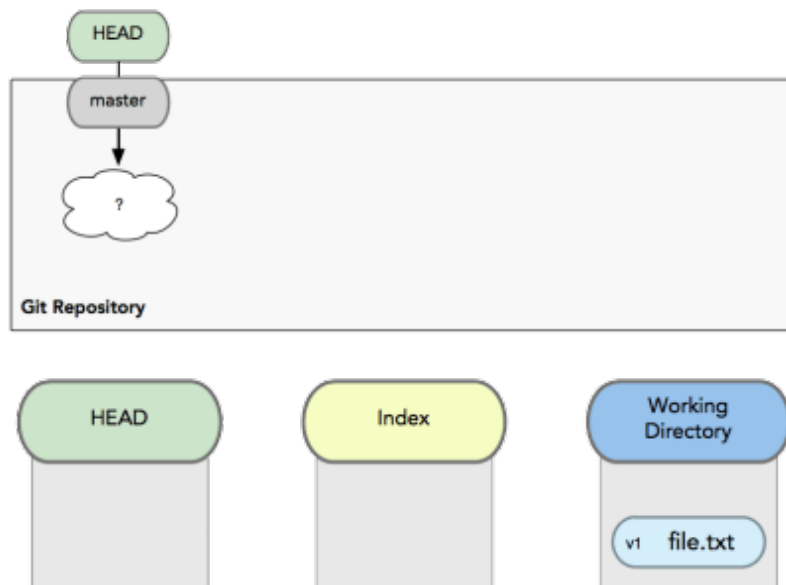 HEAD
master
?
Git Repository
HEAD
Index
Working
Directory
v1 file.txt